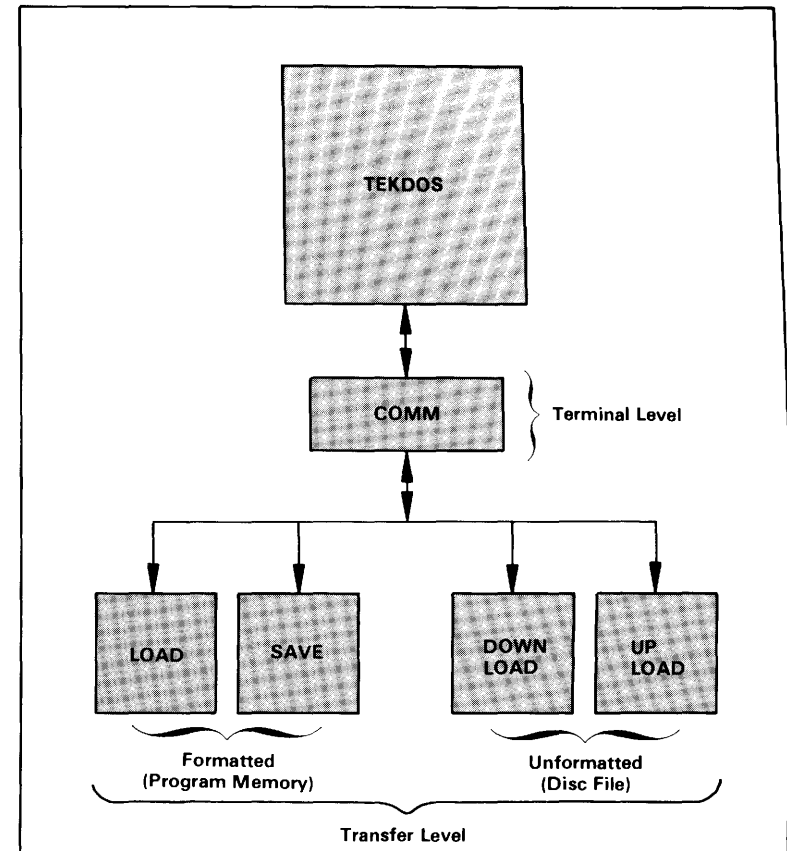 TEKDOS
COMM
Terminal Level
LOAD
SAVE
DOWN
LOAD
UP
LOAD
Formatted
(Program Memory)
Unformatted
(Disc File)
Transfer Level